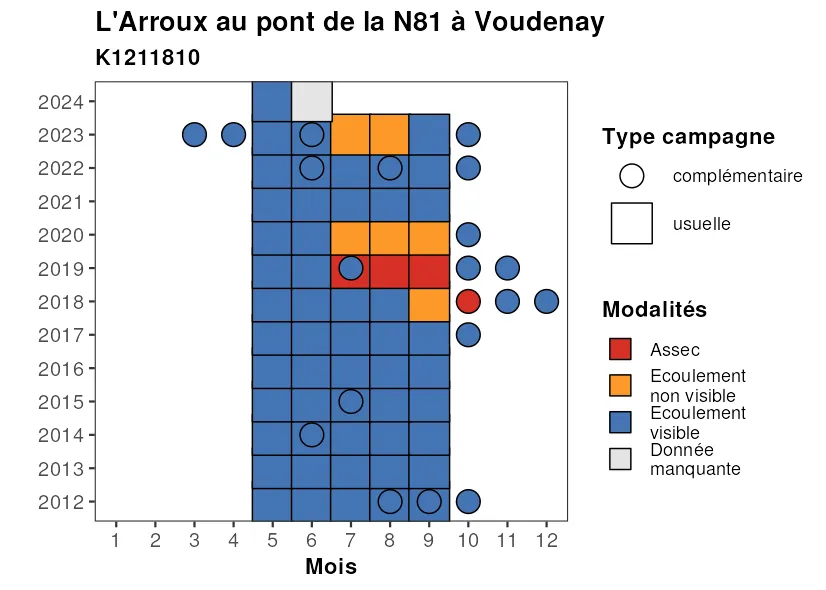 L'Arroux au pont de la N81 à Voudenay
K1211810
2024
2023
2022
2021
2020
2019
2018
2017
2016
2015
2014
2013
2012
1 2 3 4 5 6 7 8 9 10 11 12
Mois
Type campagne
complémentaire
usuelle
Modalités
Assec
Ecoulement
non visible
Ecoulement
visible
Donnée
manquante